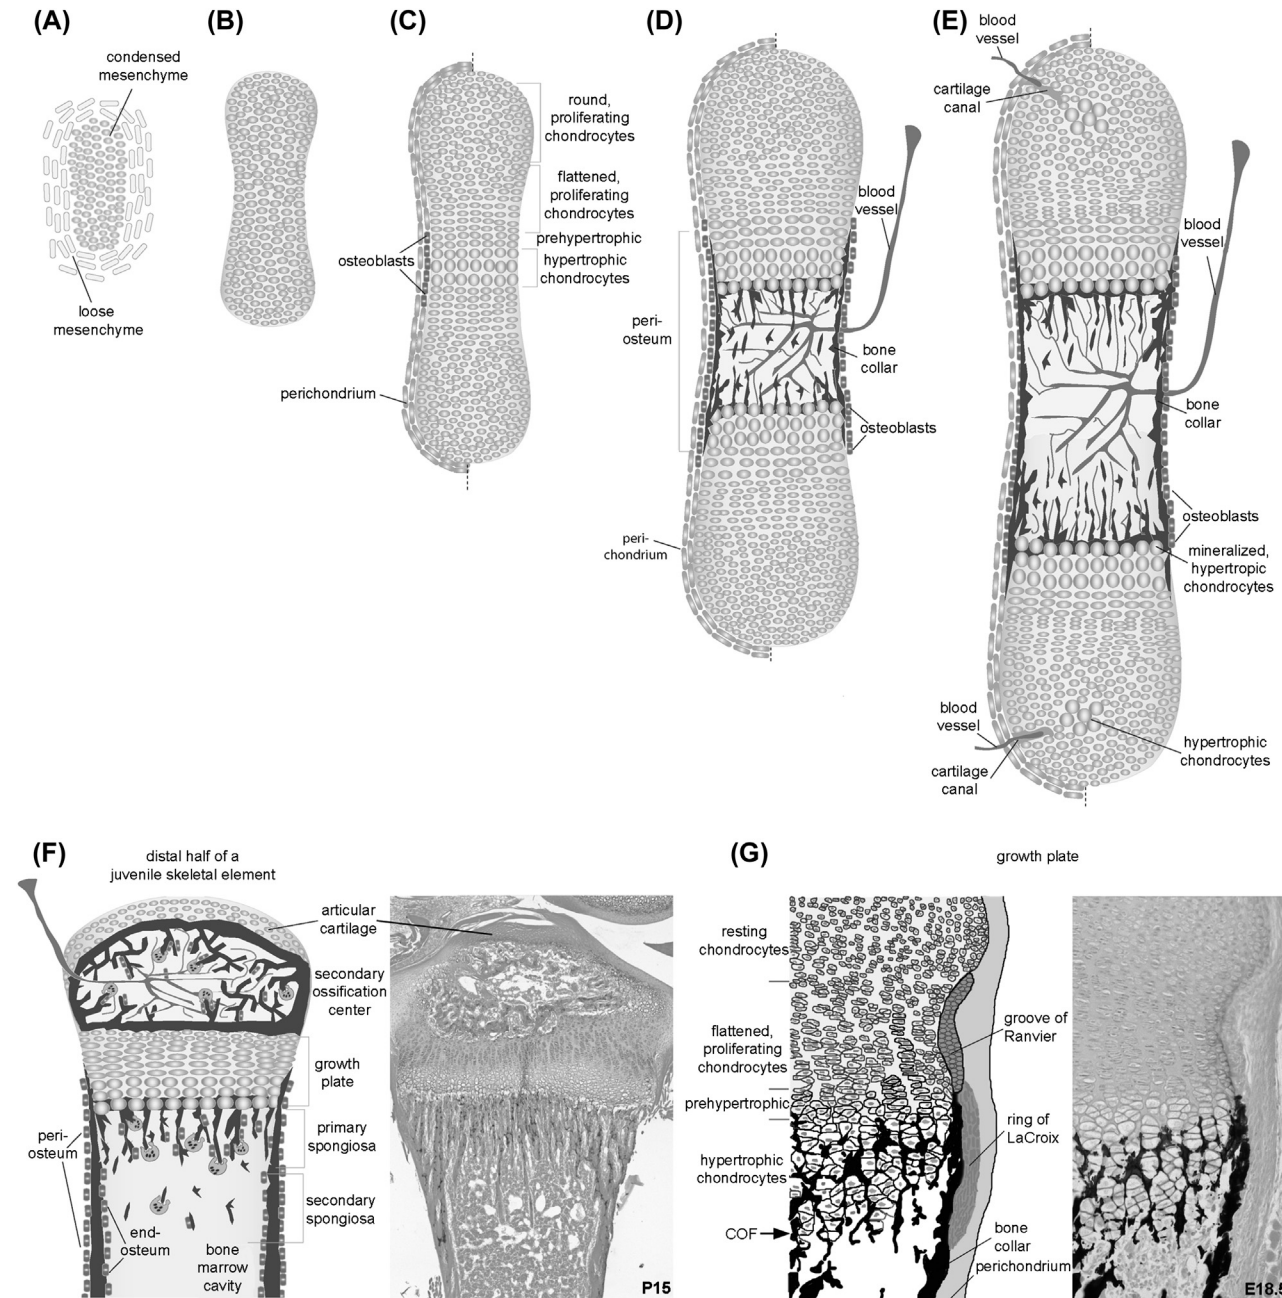 (A)
condensed
mesenchyme
loose
mesenchyme
(B)
(C)
round,
proliferating
chondrocytes
flattened,
proliferating
chondrocytes
prehypertrophic
hypertrophic
chondrocytes
osteoblasts
perichondrium
(D)
blood
vessel
peri-
osteum
bone
collar
osteoblasts
peri-
chondrium
(E)
blood
vessel
cartilage
canal
blood
vessel
bone
collar
osteoblasts
mineralized,
hypertropic
chondrocytes
blood
vessel
cartilage
canal
hypertrophic
chondrocytes
(F)
distal half of a
juvenile skeletal element
articular
cartilage
secondary
ossification
center
growth
plate
primary
spongiosa
secondary
spongiosa
peri-
osteum
end-
osteum
bone
marrow
cavity
P15
(G)
growth plate
resting
chondrocytes
flattened,
proliferating
chondrocytes
prehypertrophic
hypertrophic
chondrocytes
COF
groove of
Ranvier
ring of
LaCroix
bone
collar
perichondrium
E18.5